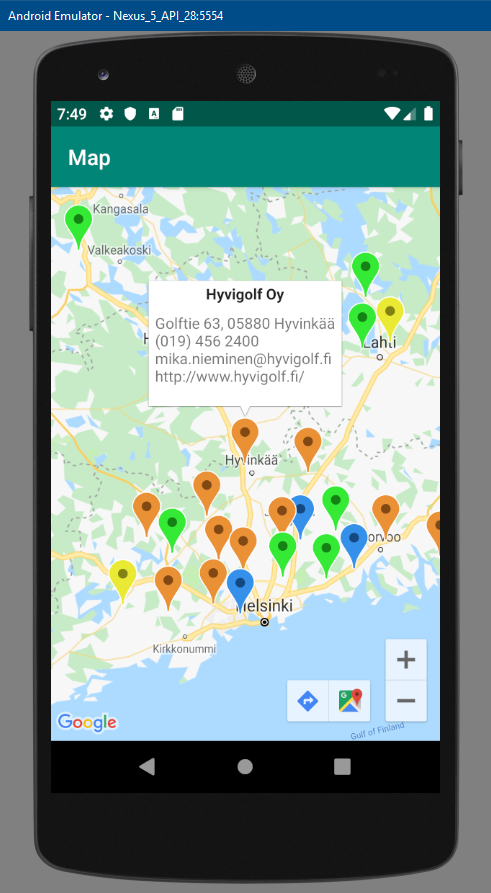 Android Emulator - Nexus_5_API_28:5554
7:49
A
Map
Kangasala
Valkeakoski
Hyvigolf Oy
Golftie 63, 05880 Hyvinkää
(019) 456 2400
mika.nieminen@hyvigolf.fi
http://www.hyvigolf.fi/
H
Lahti
Hyvinkää
orvoo
Helsinki
Kirkkonummi
Google
Gulf of Finland